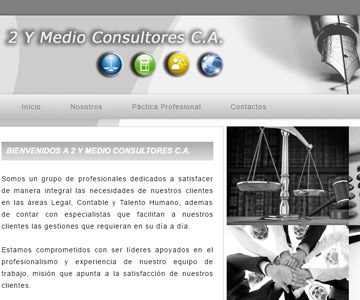 2 Y Medio Consultores C.A.
Inicio Nosotros Páctica Profesional Contactos
BIENVENIDOS A 2 Y MEDIO CONSULTORES C.A.
Somos un grupo de profesionales dedicados a satisfacer
de manera integral las necesidades de nuestros clientes
en las áreas Legal, Contable y Talento Humano, ademas
de contar con especialistas que facilitan a nuestros
clientes las gestiones que requieran en su día a día.
Estamos comprometidos con ser líderes apoyados en el
profesionalismo y experiencia de nuestro equipo de
trabajo, misión que apunta a la satisfacción de nuestros
clientes.